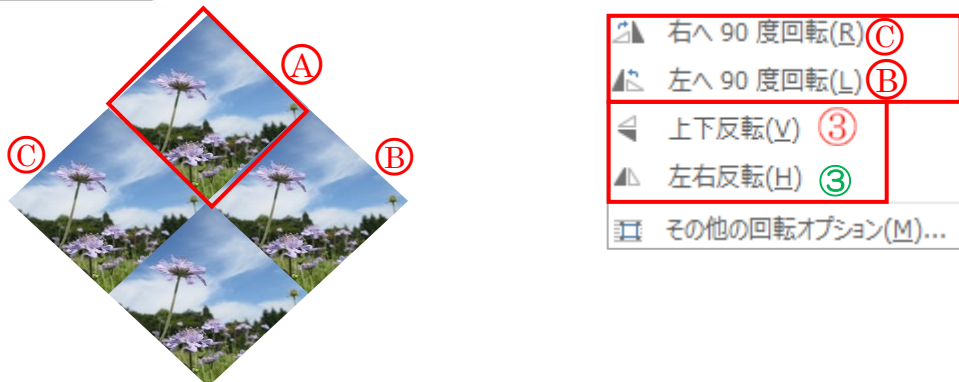 Ⓐ
Ⓒ
Ⓑ
右へ 90 度回転(R) Ⓒ
左へ 90 度回転(L) Ⓑ
上下反転(V) ③
左右反転(H) ③
その他の回転オプション(M)...